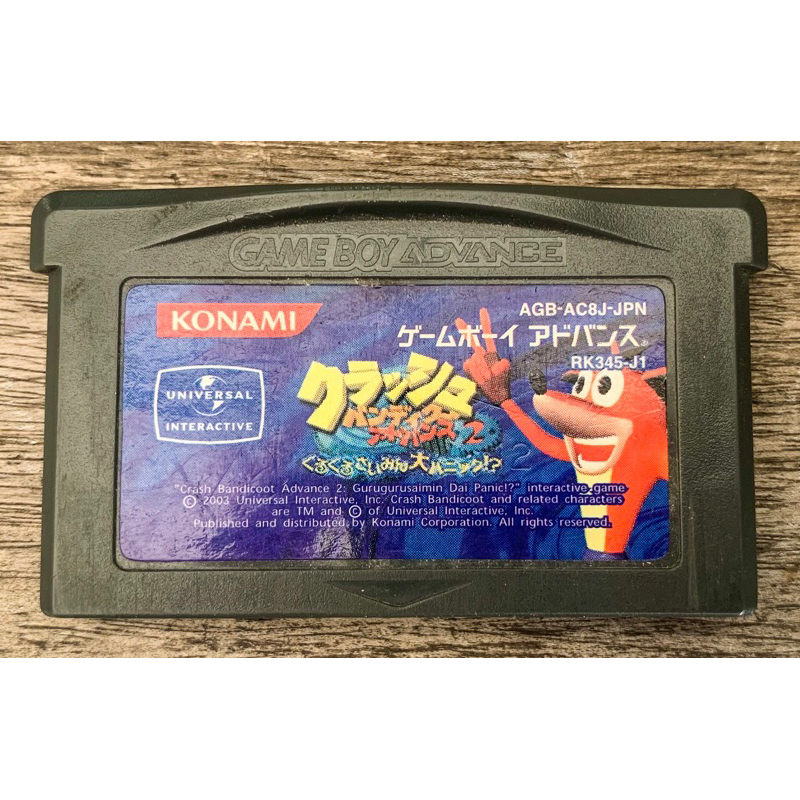 GAME BOY ADVANCE
KONAMI
AGB-AC8J-JPN
ゲームボーイ アドバンス®
RK345-J1
UNIVERSAL
INTERACTIVE
クラッシュ
バンディクー
アドバンス2
ぐるぐるさいみん大パニック!?
2
"Crash Bandicoot Advance 2: Gurugurusaimin Dai Panic!?" interactive game
© 2003 Universal Interactive, Inc. Crash Bandicoot and related characters
are TM and © of Universal Interactive, Inc.
Published and distributed by Konami Corporation. All rights reserved.